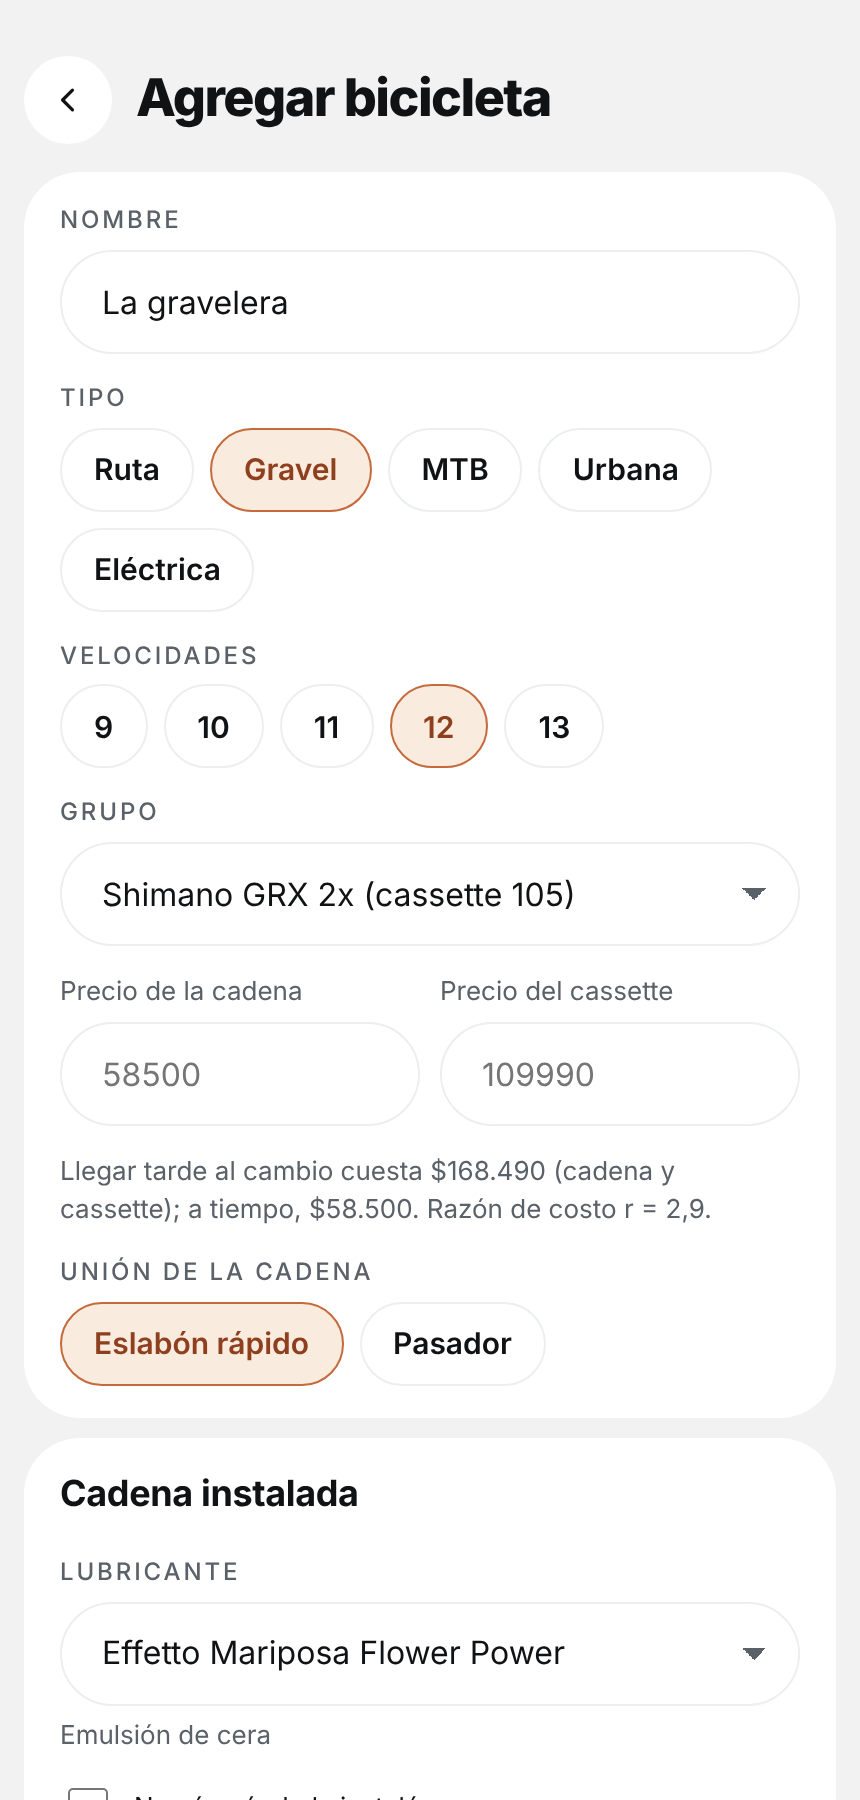 Agregar bicicleta
NOMBRE
La gravelera
TIPO
Ruta
Gravel
MTB
Urbana
Eléctrica
VELOCIDADES
9
10
11
12
13
GRUPO
Shimano GRX 2x (cassette 105)
Precio de la cadena
Precio del cassette
58500
109990
Llegar tarde al cambio cuesta $168.490 (cadena y
cassette); a tiempo, $58.500. Razón de costo r = 2,9.
UNIÓN DE LA CADENA
Eslabón rápido
Pasador
Cadena instalada
LUBRICANTE
Effetto Mariposa Flower Power
Emulsión de cera